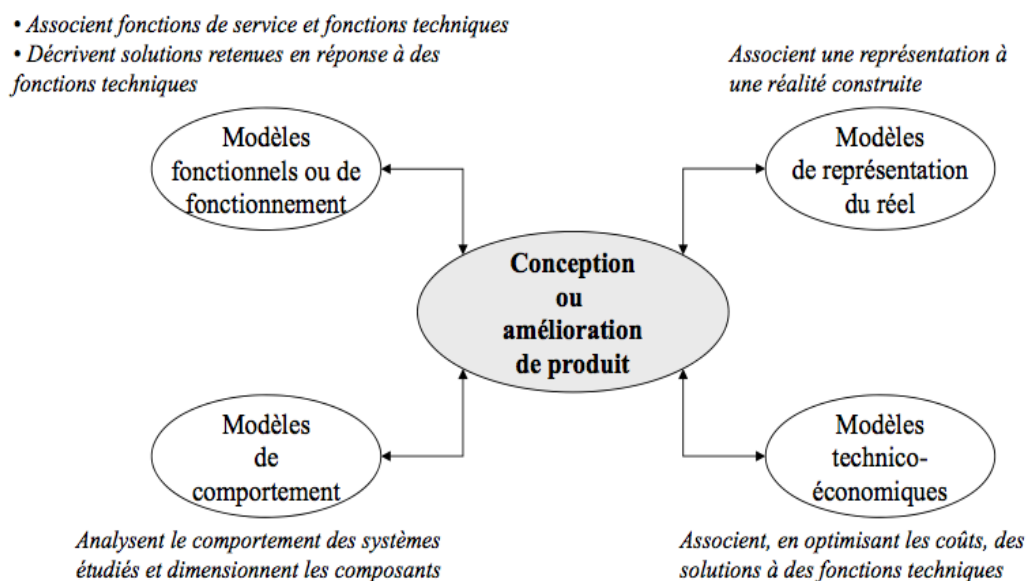 • Associent fonctions de service et fonctions techniques
• Décrivent solutions retenues en réponse à des
fonctions techniques
Associent une représentation à
une réalité construite
Modèles
fonctionnels ou de
fonctionnement
Modèles
de représentation
du réel
Conception
ou
amélioration
de produit
Modèles
de
comportement
Modèles
technico-
économiques
Analysent le comportement des systèmes
étudiés et dimensionnent les composants
Associent, en optimisant les coûts, des
solutions à des fonctions techniques